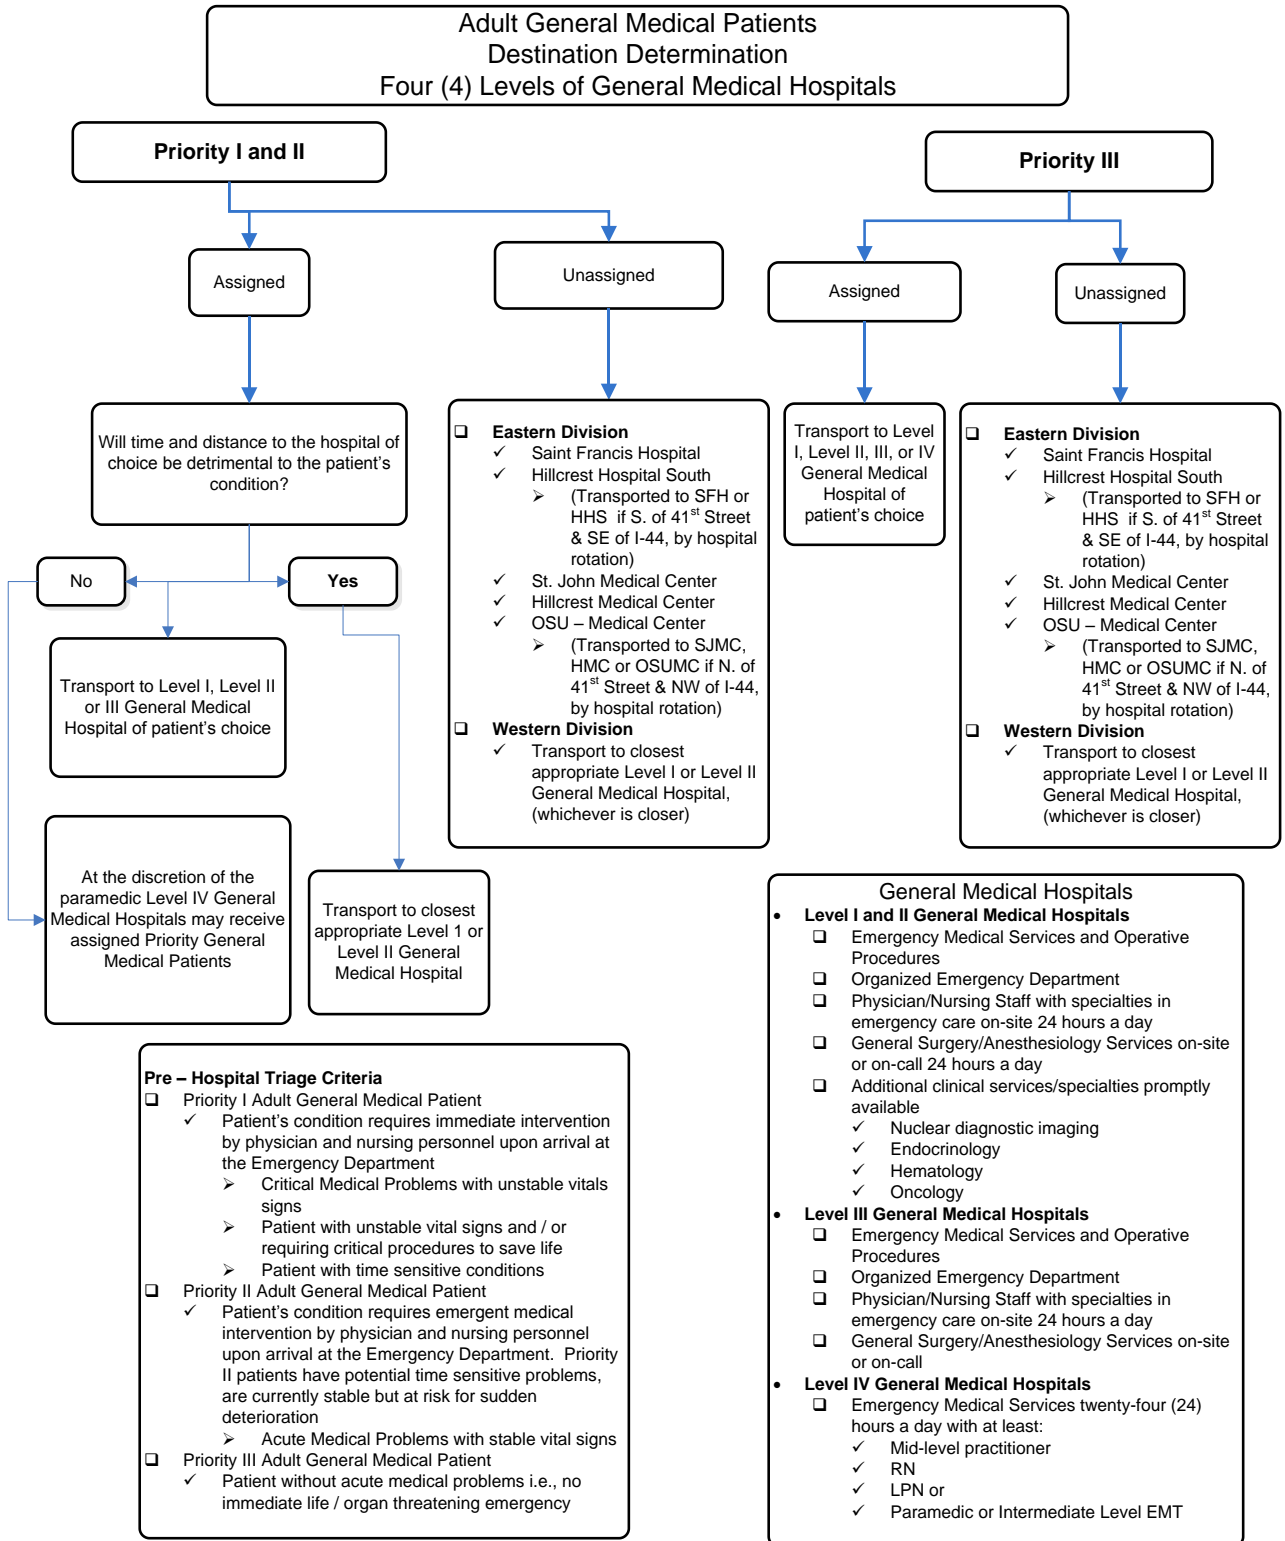 Adult General Medical Patients
Destination Determination
Four (4) Levels of General Medical Hospitals
Priority I and II
Priority III
Assigned
Unassigned
Assigned
Unassigned
Will time and distance to the hospital of
choice be detrimental to the patient's
condition?
No
Yes
Transport to Level I, Level II
or III General Medical
Hospital of patient's choice
At the discretion of the
paramedic Level IV General
Medical Hospitals may receive
assigned Priority General
Medical Patients
Transport to closest
appropriate Level 1 or
Level II General
Medical Hospital
❑ Eastern Division
✓ Saint Francis Hospital
✓ Hillcrest Hospital South
➢ (Transported to SFH or
HHS if S. of 41st Street
& SE of I-44, by hospital
rotation)
✓ St. John Medical Center
✓ Hillcrest Medical Center
✓ OSU – Medical Center
➢ (Transported to SJMC,
HMC or OSUMC if N. of
41st Street & NW of I-44,
by hospital rotation)
❑ Western Division
✓ Transport to closest
appropriate Level I or Level II
General Medical Hospital,
(whichever is closer)
Transport to Level
I, Level II, III, or IV
General Medical
Hospital of
patient's choice
❑ Eastern Division
✓ Saint Francis Hospital
✓ Hillcrest Hospital South
➢ (Transported to SFH or
HHS if S. of 41st Street
& SE of I-44, by hospital
rotation)
✓ St. John Medical Center
✓ Hillcrest Medical Center
✓ OSU – Medical Center
➢ (Transported to SJMC,
HMC or OSUMC if N. of
41st Street & NW of I-44,
by hospital rotation)
❑ Western Division
✓ Transport to closest
appropriate Level I or Level II
General Medical Hospital,
(whichever is closer)
Pre – Hospital Triage Criteria
❑ Priority I Adult General Medical Patient
✓ Patient's condition requires immediate intervention
by physician and nursing personnel upon arrival at
the Emergency Department
➢ Critical Medical Problems with unstable vitals
signs
➢ Patient with unstable vital signs and / or
requiring critical procedures to save life
➢ Patient with time sensitive conditions
❑ Priority II Adult General Medical Patient
✓ Patient's condition requires emergent medical
intervention by physician and nursing personnel
upon arrival at the Emergency Department. Priority
II patients have potential time sensitive problems,
are currently stable but at risk for sudden
deterioration
➢ Acute Medical Problems with stable vital signs
❑ Priority III Adult General Medical Patient
✓ Patient without acute medical problems i.e., no
immediate life / organ threatening emergency
General Medical Hospitals
• Level I and II General Medical Hospitals
❑ Emergency Medical Services and Operative
Procedures
❑ Organized Emergency Department
❑ Physician/Nursing Staff with specialties in
emergency care on-site 24 hours a day
❑ General Surgery/Anesthesiology Services on-site
or on-call 24 hours a day
❑ Additional clinical services/specialties promptly
available
✓ Nuclear diagnostic imaging
✓ Endocrinology
✓ Hematology
✓ Oncology
• Level III General Medical Hospitals
❑ Emergency Medical Services and Operative
Procedures
❑ Organized Emergency Department
❑ Physician/Nursing Staff with specialties in
emergency care on-site 24 hours a day
❑ General Surgery/Anesthesiology Services on-site
or on-call
• Level IV General Medical Hospitals
❑ Emergency Medical Services twenty-four (24)
hours a day with at least:
✓ Mid-level practitioner
✓ RN
✓ LPN or
✓ Paramedic or Intermediate Level EMT